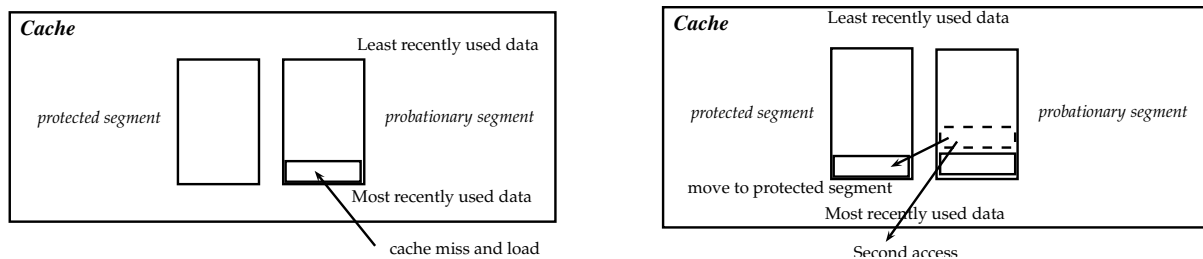 Cache
Least recently used data
protected segment
probationary segment
Most recently used data
cache miss and load
Least recently used data
Cache
protected segment
probationary segment
move to protected segment
Most recently used data
Second access